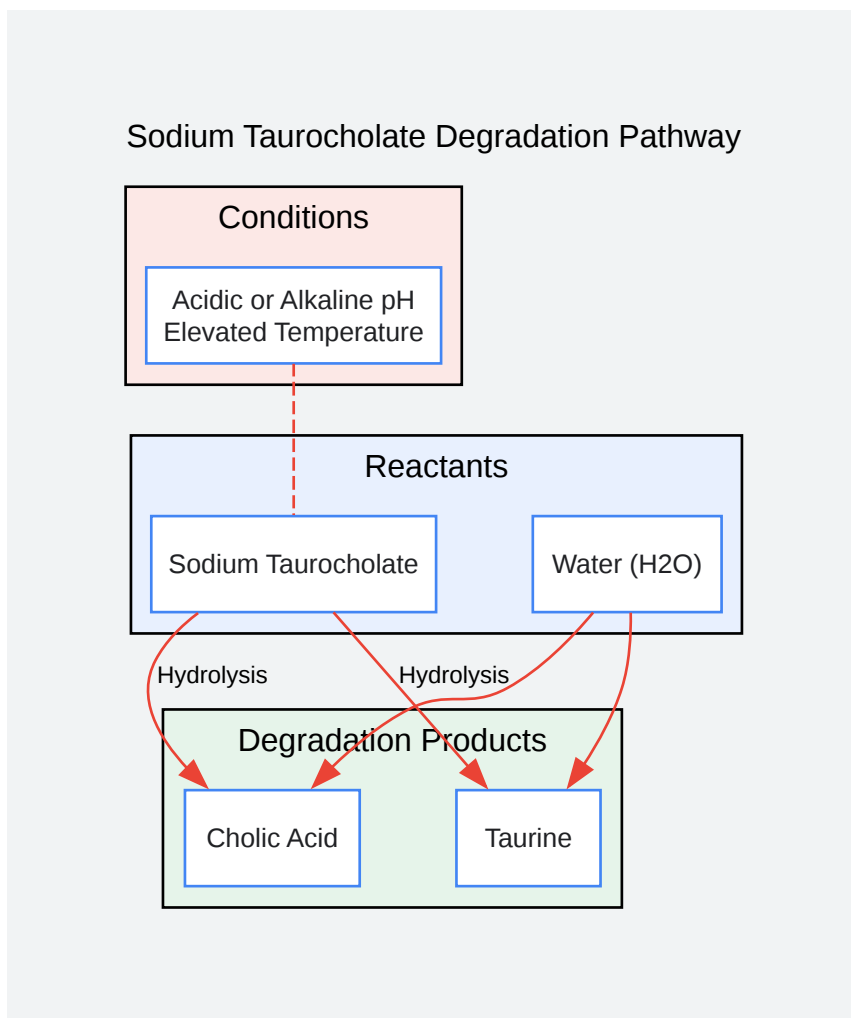 Sodium Taurocholate Degradation Pathway
Conditions
Acidic or Alkaline pH
Elevated Temperature
Reactants
Sodium Taurocholate
Water (H2O)
Hydrolysis
Hydrolysis
Degradation Products
Cholic Acid
Taurine